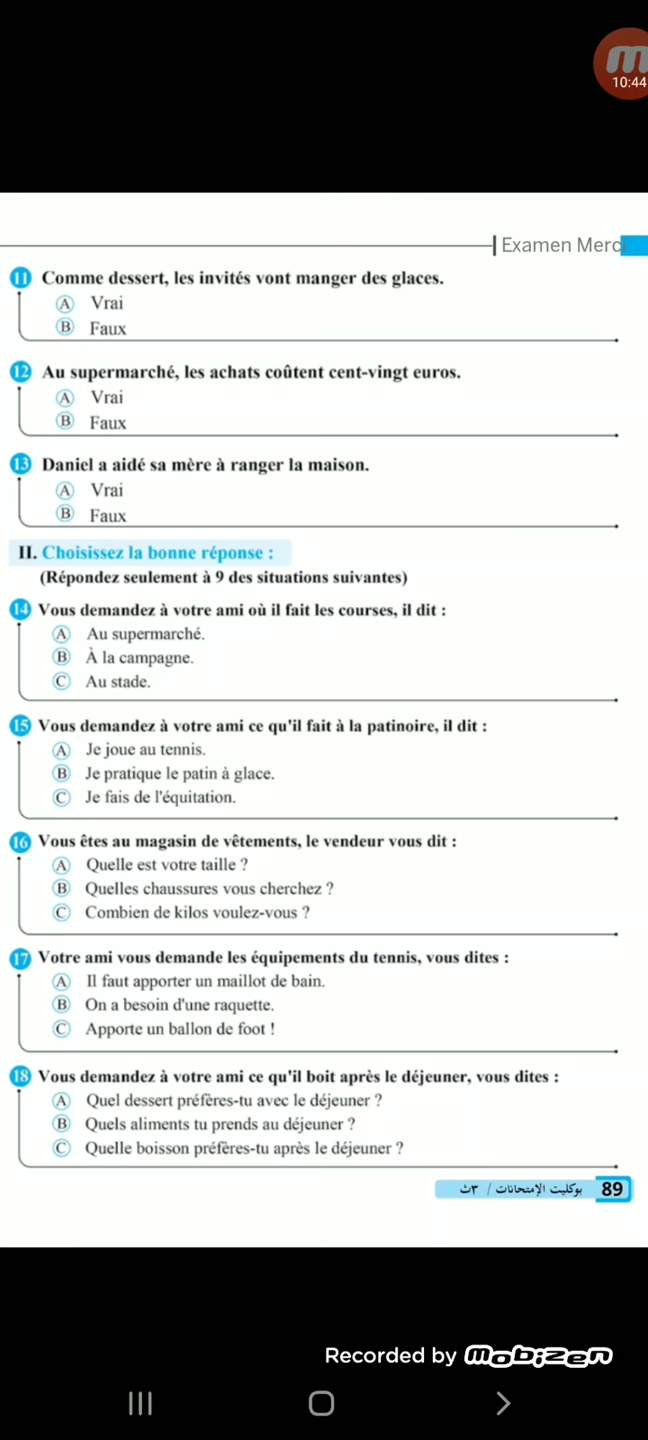 10:44
Examen Merc
11 Comme dessert, les invités vont manger des glaces.
A Vrai
B Faux
12 Au supermarché, les achats coûtent cent-vingt euros.
A Vrai
B Faux
13 Daniel a aidé sa mère à ranger la maison.
A Vrai
B Faux
II. Choisissez la bonne réponse :
(Répondez seulement à 9 des situations suivantes)
14 Vous demandez à votre ami où il fait les courses, il dit :
A Au supermarché.
B À la campagne.
C Au stade.
15 Vous demandez à votre ami ce qu'il fait à la patinoire, il dit :
A Je joue au tennis.
B Je pratique le patin à glace.
C Je fais de l'équitation.
16 Vous êtes au magasin de vêtements, le vendeur vous dit :
A Quelle est votre taille ?
B Quelles chaussures vous cherchez ?
C Combien de kilos voulez-vous ?
17 Votre ami vous demande les équipements du tennis, vous dites :
A Il faut apporter un maillot de bain.
B On a besoin d'une raquette.
C Apporte un ballon de foot !
18 Vous demandez à votre ami ce qu'il boit après le déjeuner, vous dites :
A Quel dessert préfères-tu avec le déjeuner ?
B Quels aliments tu prends au déjeuner ?
C Quelle boisson préfères-tu après le déjeuner ?
بوكليت الإمتحانات / ٣ث 89
Recorded by Mobizen